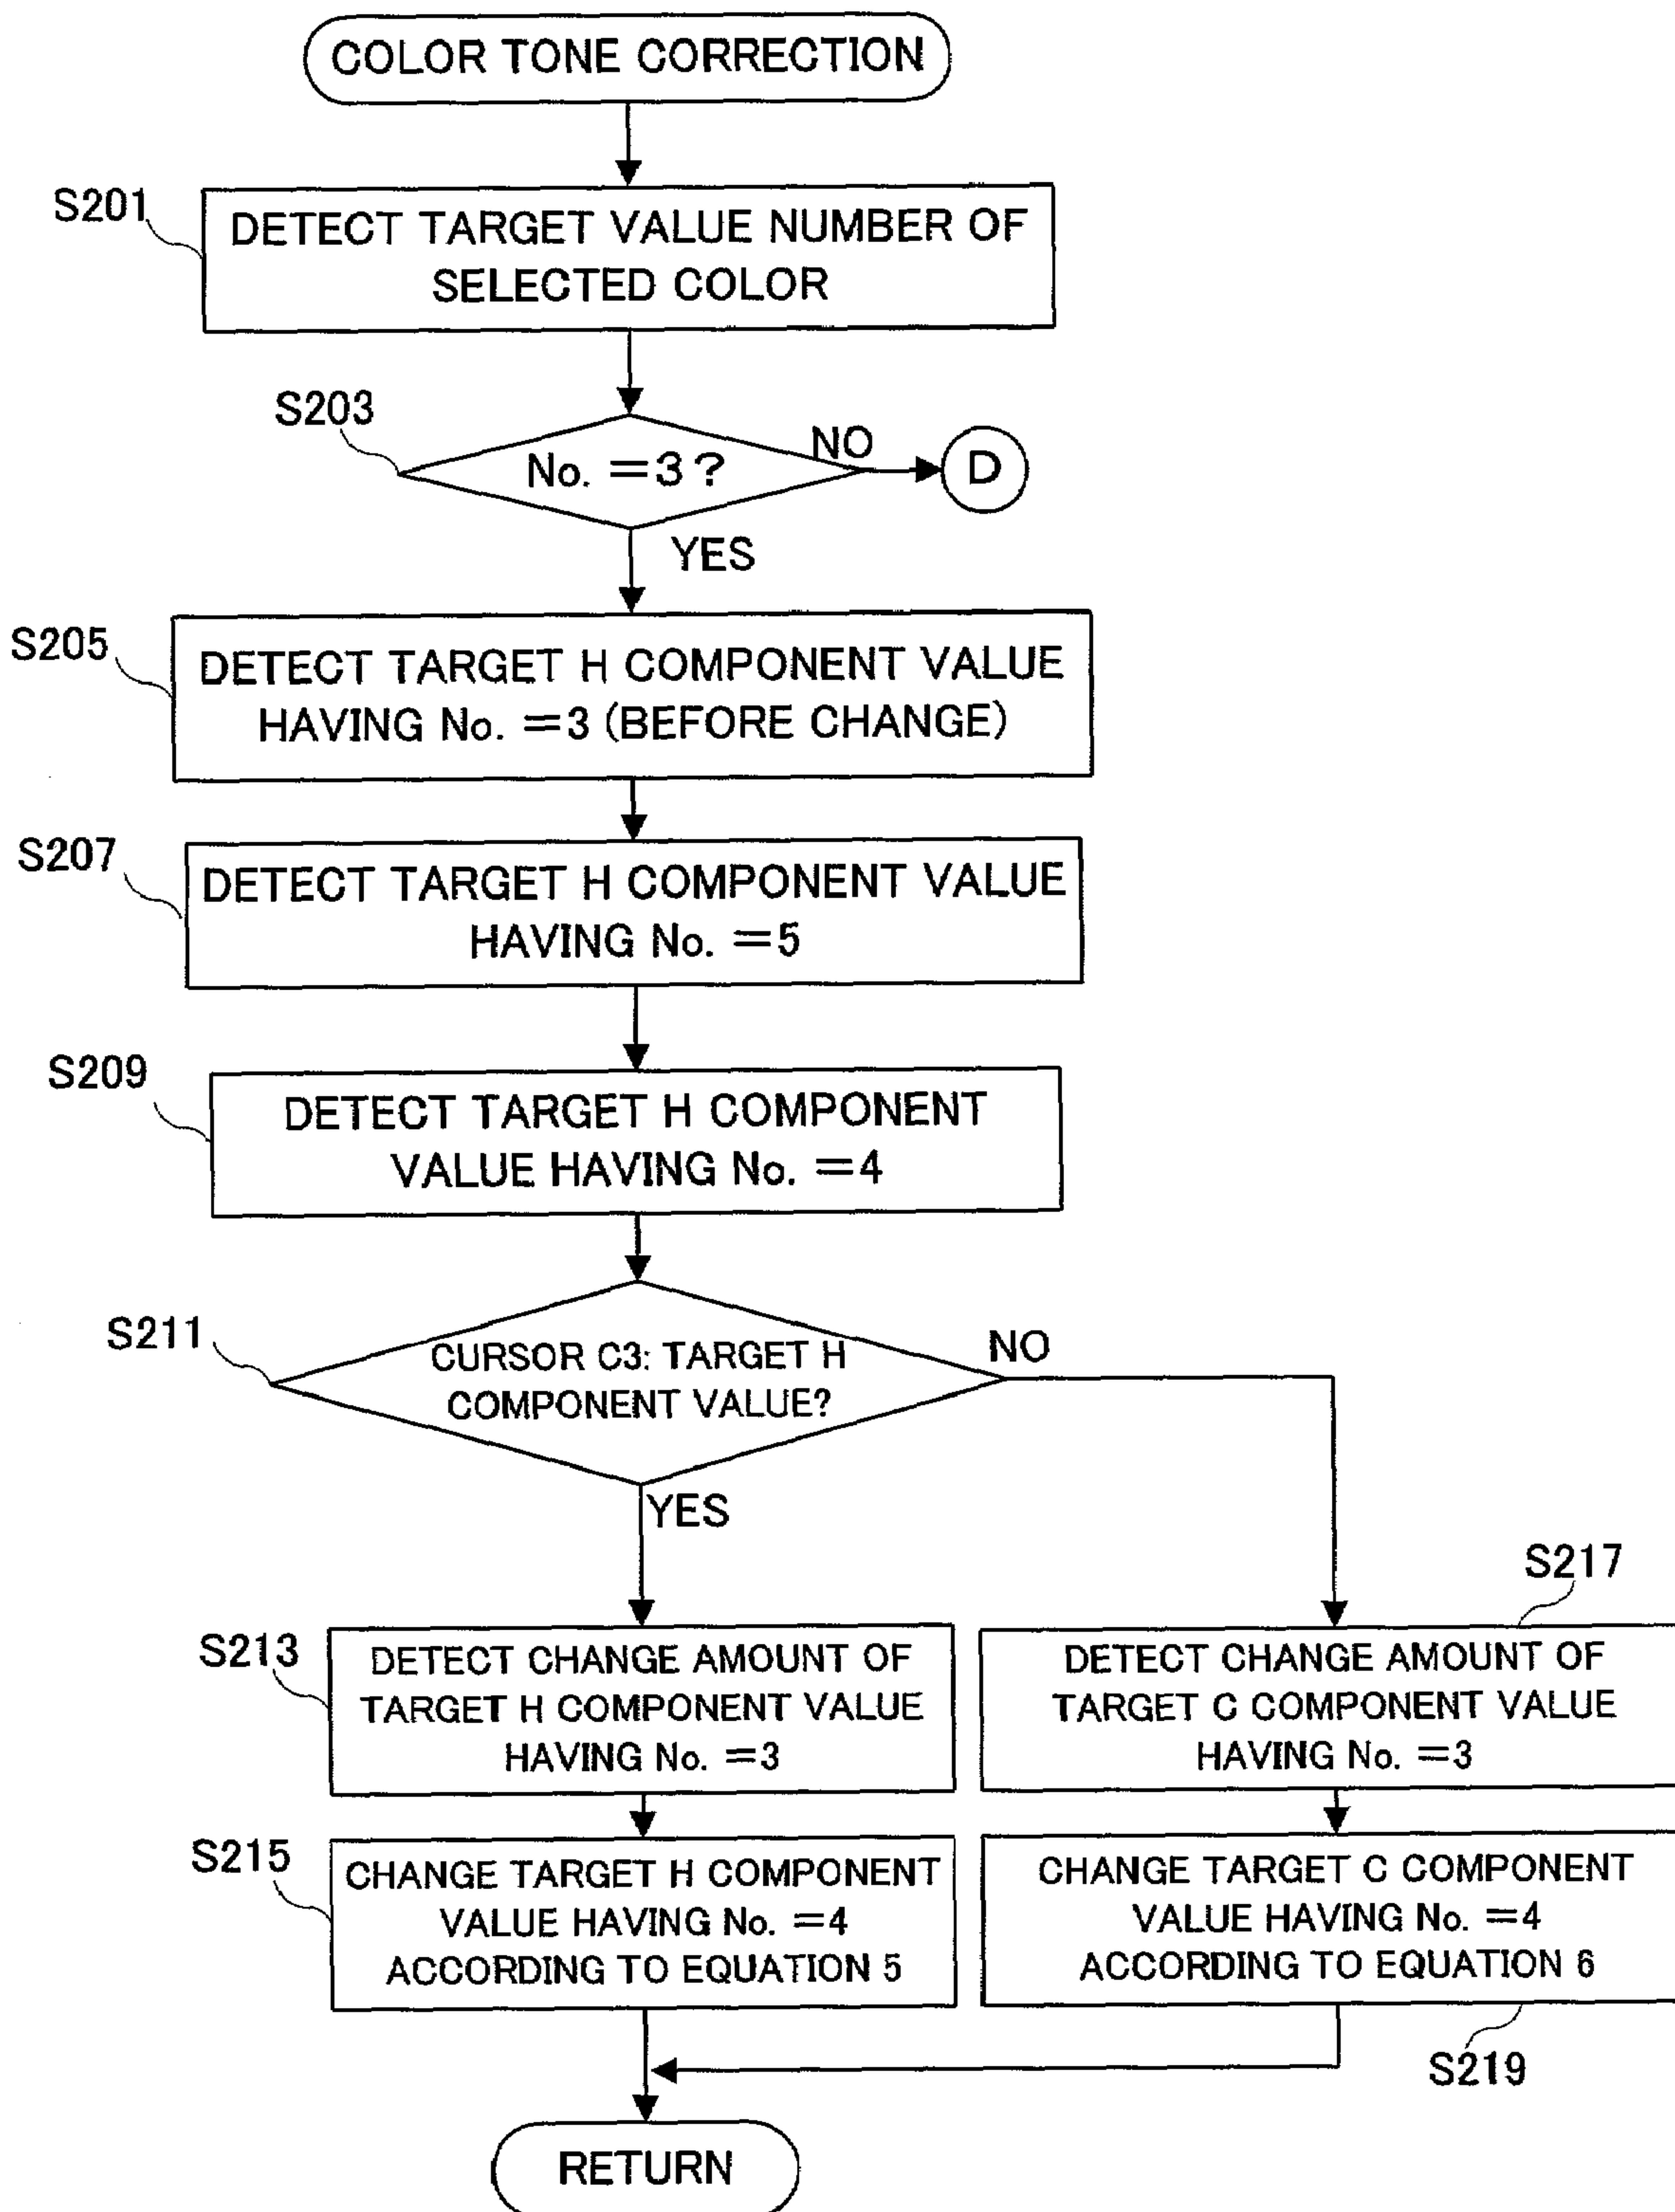 COLOR TONE CORRECTION
S201
DETECT TARGET VALUE NUMBER OF
SELECTED COLOR
S203
No. =3?
NO
D
YES
S205
DETECT TARGET H COMPONENT VALUE
HAVING No. =3 (BEFORE CHANGE)
S207
DETECT TARGET H COMPONENT VALUE
HAVING No. =5
S209
DETECT TARGET H COMPONENT
VALUE HAVING No. =4
S211
CURSOR C3: TARGET H
COMPONENT VALUE?
NO
YES
S213
DETECT CHANGE AMOUNT OF
TARGET H COMPONENT VALUE
HAVING No. =3
S217
DETECT CHANGE AMOUNT OF
TARGET C COMPONENT VALUE
HAVING No. =3
S215
CHANGE TARGET H COMPONENT
VALUE HAVING No. =4
ACCORDING TO EQUATION 5
CHANGE TARGET C COMPONENT
VALUE HAVING No. =4
ACCORDING TO EQUATION 6
S219
RETURN